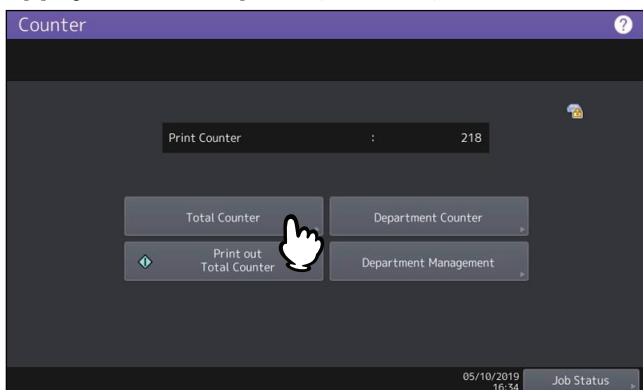 Counter
?
Print Counter : 218
Total Counter
Department Counter
Print out
Total Counter
Department Management
05/10/2019
16:34
Job Status